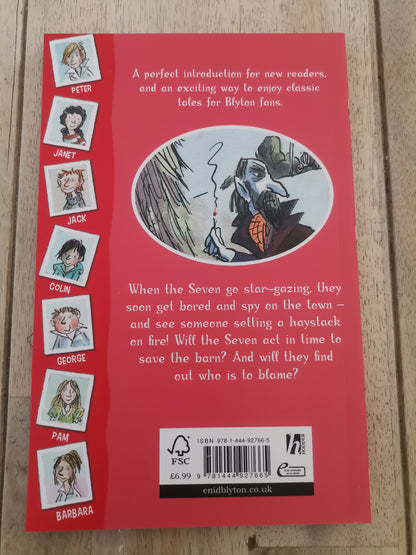 PETER
JANET
JACK
COLIN
GEORGE
PAM
BARBARA
A perfect introduction for new readers,
and an exciting way to enjoy classic
tales for Blyton fans.
When the Seven go star-gazing, they
soon get bored and spy on the town –
and see someone setting a haystack
on fire! Will the Seven act in time to
save the barn? And will they find
out who is to blame?
FSC
ISBN 978-1-444-92766-5
9 781444 927665
£6.99
h
HODDER
e
enidblyton.co.uk